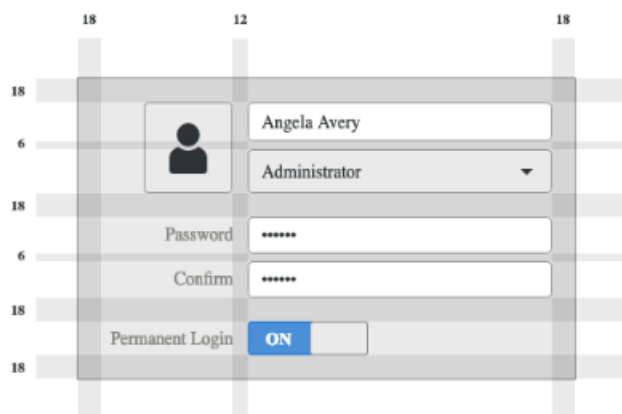 18 12 18
18
Angela Avery
6
Administrator
18
Password ••••••
6
Confirm ••••••
18
Permanent Login ON
18